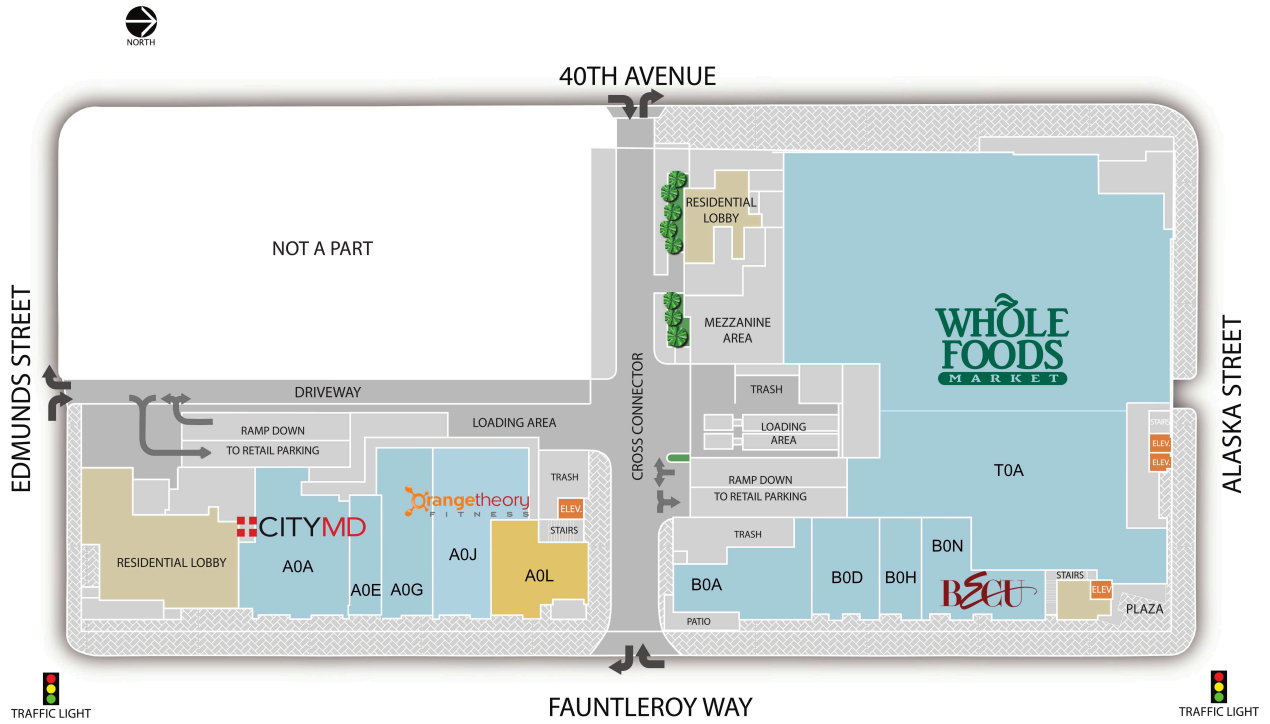 NORTH
40TH AVENUE
NOT A PART
RESIDENTIAL
LOBBY
MEZZANINE
AREA
WHOLE
FOODS
MARKET
EDMUNDS STREET
ALASKA STREET
CROSS CONNECTOR
DRIVEWAY
TRASH
LOADING
AREA
LOADING AREA
RAMP DOWN
TO RETAIL PARKING
STAIRS
ELEV.
ELEV.
T0A
RAMP DOWN
TO RETAIL PARKING
TRASH
ELEV.
STAIRS
Orangetheory
FITNESS
CITYMD
RESIDENTIAL LOBBY
A0A
A0E
A0G
A0J
A0L
TRASH
B0A
B0D
B0H
B0N
BECU
STAIRS
ELEV
PLAZA
PATIO
TRAFFIC LIGHT
FAUNTLEROY WAY
TRAFFIC LIGHT